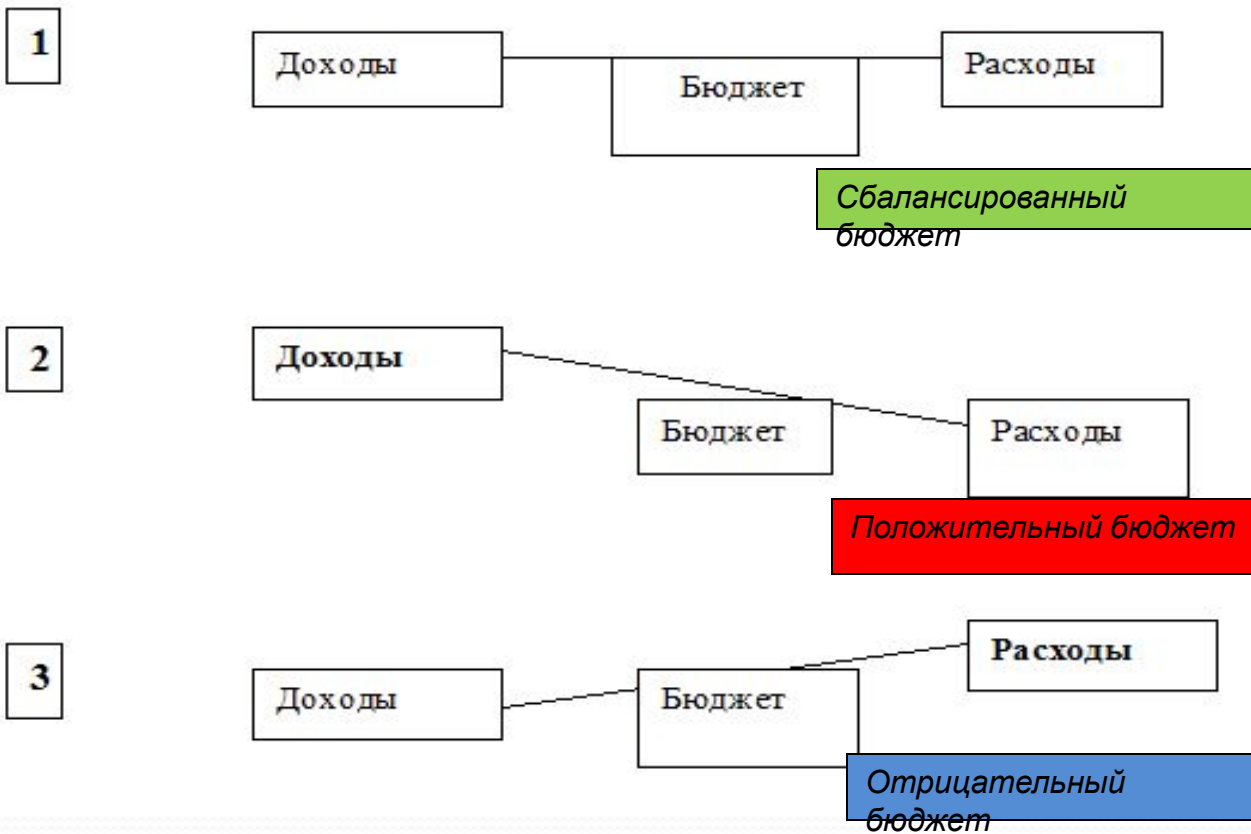 1
Доходы
Бюджет
Расходы
Сбалансированный
бюджет
2
Доходы
Бюджет
Расходы
Положительный бюджет
3
Доходы
Бюджет
Расходы
Отрицательный
бюджет